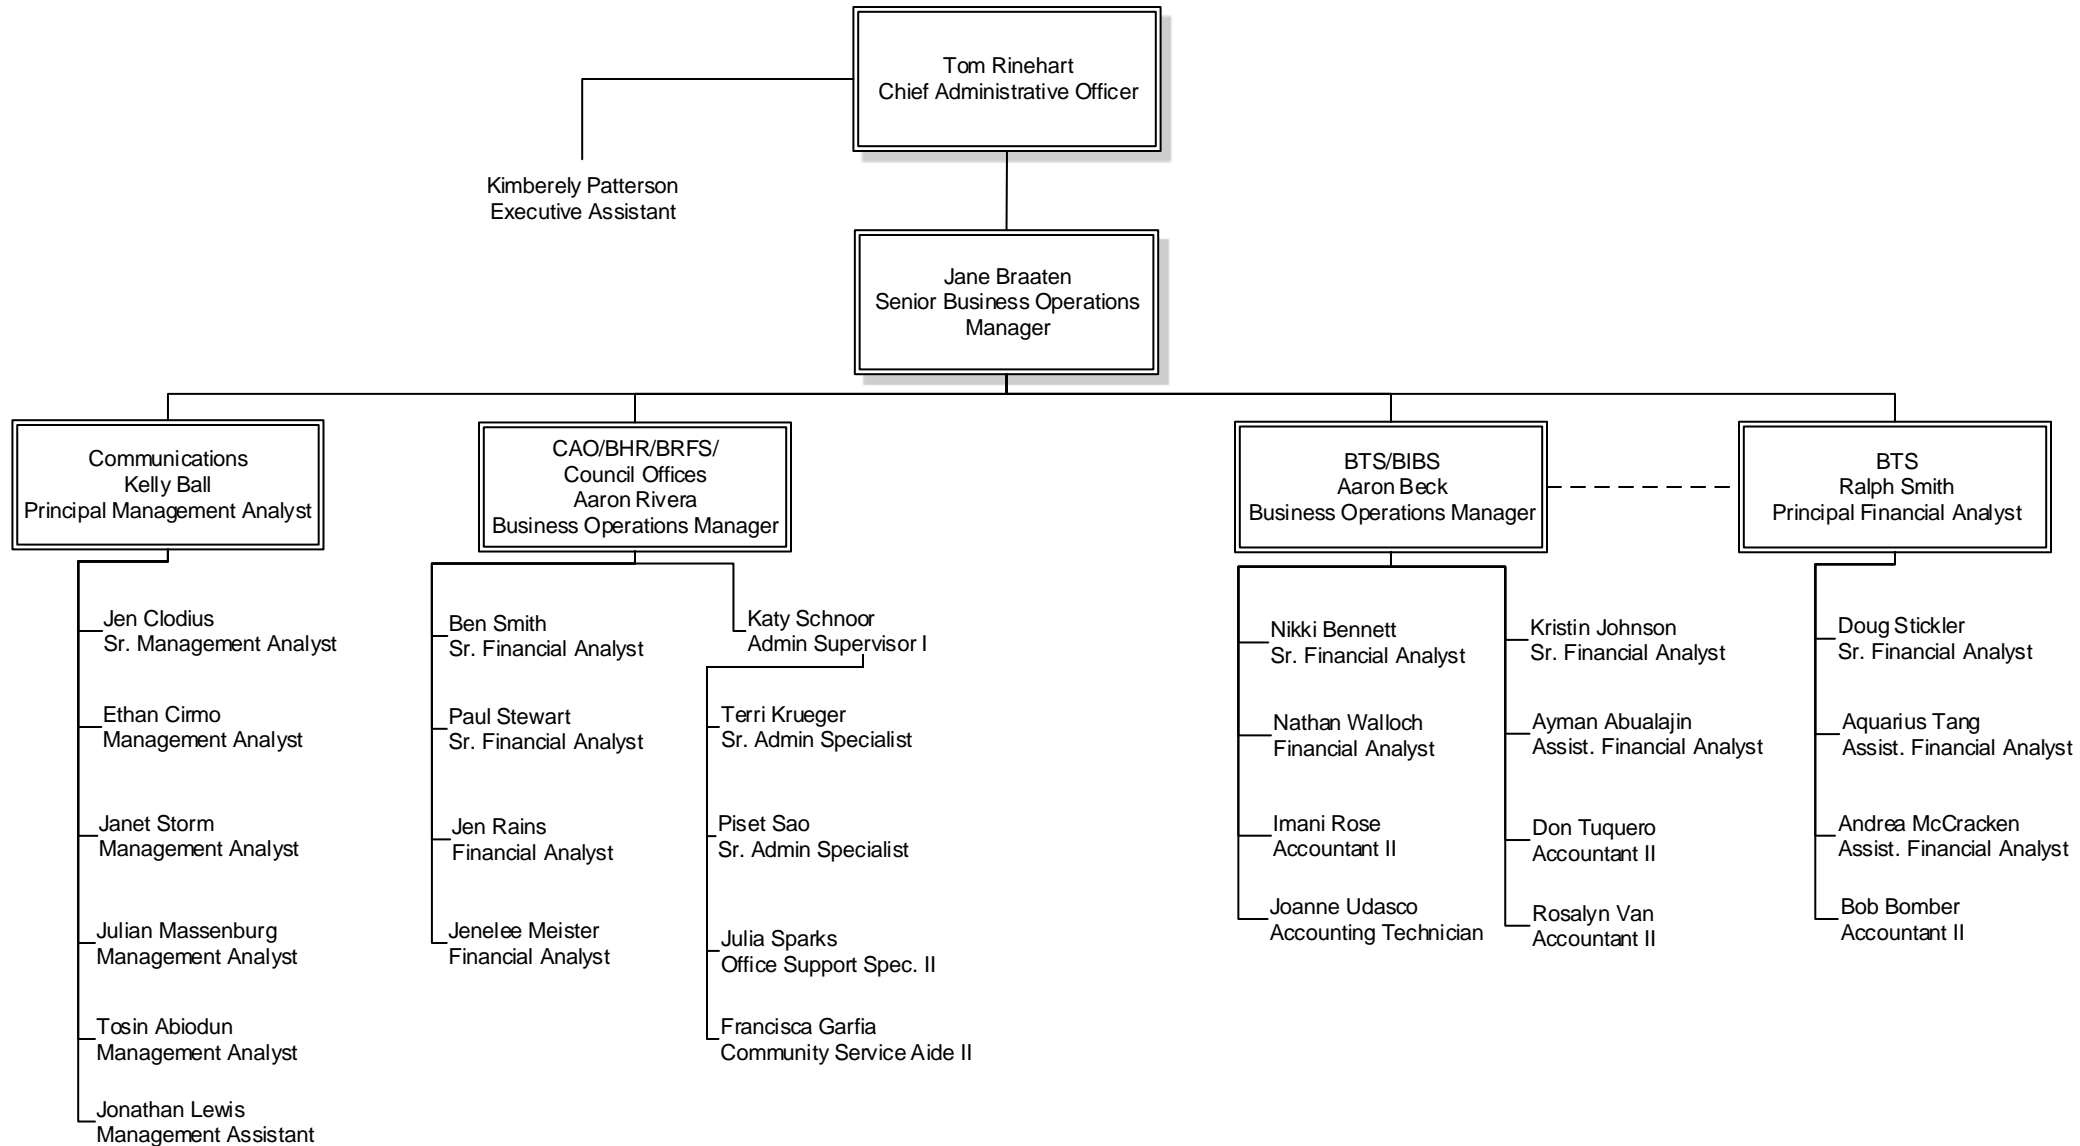 Tom Rinehart
Chief Administrative Officer
Kimberely Patterson
Executive Assistant
Jane Braaten
Senior Business Operations
Manager
Communications
Kelly Ball
Principal Management Analyst
CAO/BHR/BRFS/
Council Offices
Aaron Rivera
Business Operations Manager
BTS/BIBS
Aaron Beck
Business Operations Manager
BTS
Ralph Smith
Principal Financial Analyst
Jen Clodius
Sr. Management Analyst
Ethan Cirmo
Management Analyst
Janet Storm
Management Analyst
Julian Massenburg
Management Analyst
Tosin Abiodun
Management Analyst
Jonathan Lewis
Management Assistant
Ben Smith
Sr. Financial Analyst
Paul Stewart
Sr. Financial Analyst
Jen Rains
Financial Analyst
Jenelee Meister
Financial Analyst
Katy Schnoor
Admin Supervisor I
Terri Krueger
Sr. Admin Specialist
Piset Sao
Sr. Admin Specialist
Julia Sparks
Office Support Spec. II
Francisca Garfia
Community Service Aide II
Nikki Bennett
Sr. Financial Analyst
Nathan Walloch
Financial Analyst
Imani Rose
Accountant II
Joanne Udasco
Accounting Technician
Kristin Johnson
Sr. Financial Analyst
Ayman Abualajin
Assist. Financial Analyst
Don Tuquero
Accountant II
Rosalyn Van
Accountant II
Doug Stickler
Sr. Financial Analyst
Aquarius Tang
Assist. Financial Analyst
Andrea McCracken
Assist. Financial Analyst
Bob Bomber
Accountant II